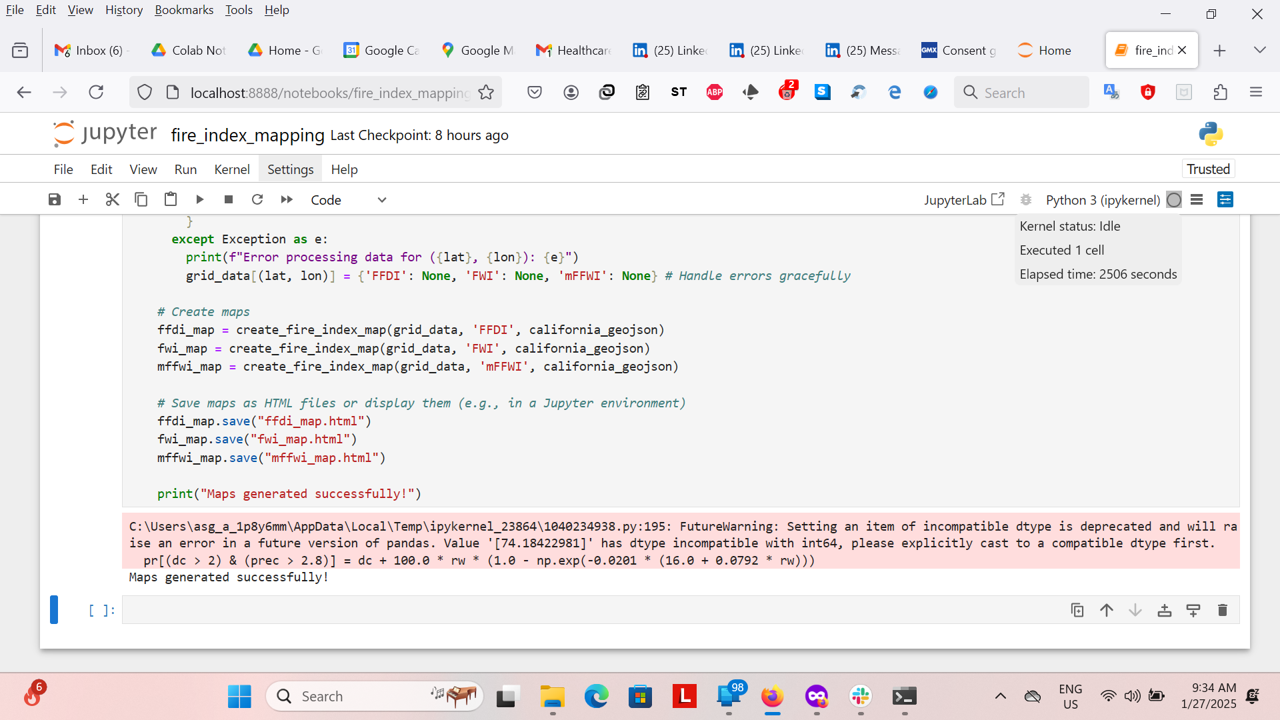 File Edit View History Bookmarks Tools Help
Inbox (6)
Colab Not
Home - G
Google Ca
Google M
Healthcare
(25) Linke
(25) Linke
(25) Messa
GMX Consent g
Home
fire_ind
localhost:8888/notebooks/fire_index_mapping
ST
ABP
2
Search
jupyter fire_index_mapping Last Checkpoint: 8 hours ago
File Edit View Run Kernel Settings Help
Trusted
Code
JupyterLab
Python 3 (ipykernel)
Kernel status: Idle
Executed 1 cell
Elapsed time: 2506 seconds
}
except Exception as e:
print(f"Error processing data for ({lat}, {lon}): {e}")
grid_data[(lat, lon)] = {'FFDI': None, 'FWI': None, 'mFFWI': None} # Handle errors gracefully
# Create maps
ffdi_map = create_fire_index_map(grid_data, 'FFDI', california_geojson)
fwi_map = create_fire_index_map(grid_data, 'FWI', california_geojson)
mffwi_map = create_fire_index_map(grid_data, 'mFFWI', california_geojson)
# Save maps as HTML files or display them (e.g., in a Jupyter environment)
ffdi_map.save("ffdi_map.html")
fwi_map.save("fwi_map.html")
mffwi_map.save("mffwi_map.html")
print("Maps generated successfully!")
C:\Users\asg_a_1p8y6mm\AppData\Local\Temp\ipykernel_23864\1040234938.py:195: FutureWarning: Setting an item of incompatible dtype is deprecated and will ra
ise an error in a future version of pandas. Value '[74.18422981]' has dtype incompatible with int64, please explicitly cast to a compatible dtype first.
pr[(dc > 2) & (prec > 2.8)] = dc + 100.0 * rw * (1.0 - np.exp(-0.0201 * (16.0 + 0.0792 * rw)))
Maps generated successfully!
[ ]:
6
Search
L
98
ENG
US
9:34 AM
1/27/2025